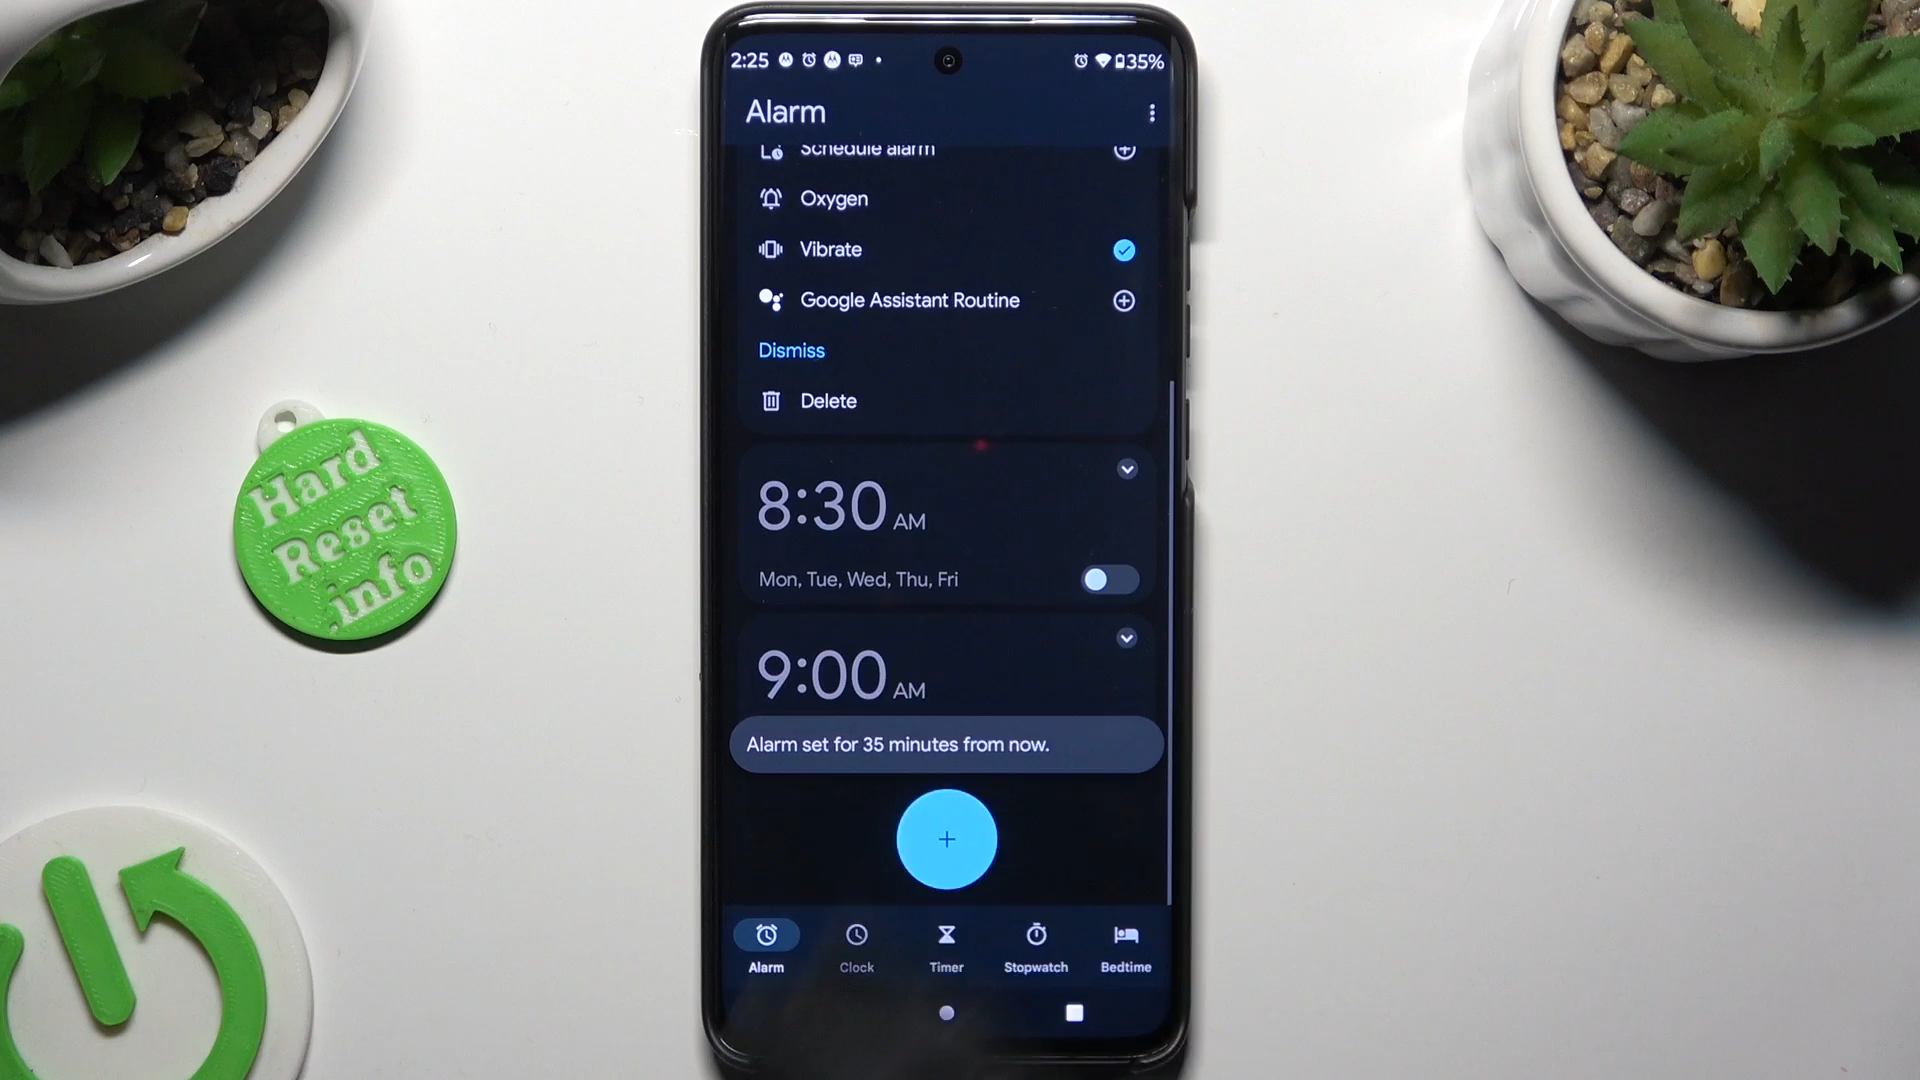 2:25
35%
Alarm
Schedule alarm
Oxygen
Vibrate
Google Assistant Routine
Dismiss
Delete
8:30 AM
Mon, Tue, Wed, Thu, Fri
9:00 AM
Alarm set for 35 minutes from now.
+
Alarm
Clock
Timer
Stopwatch
Bedtime
Hard
Reset
.info